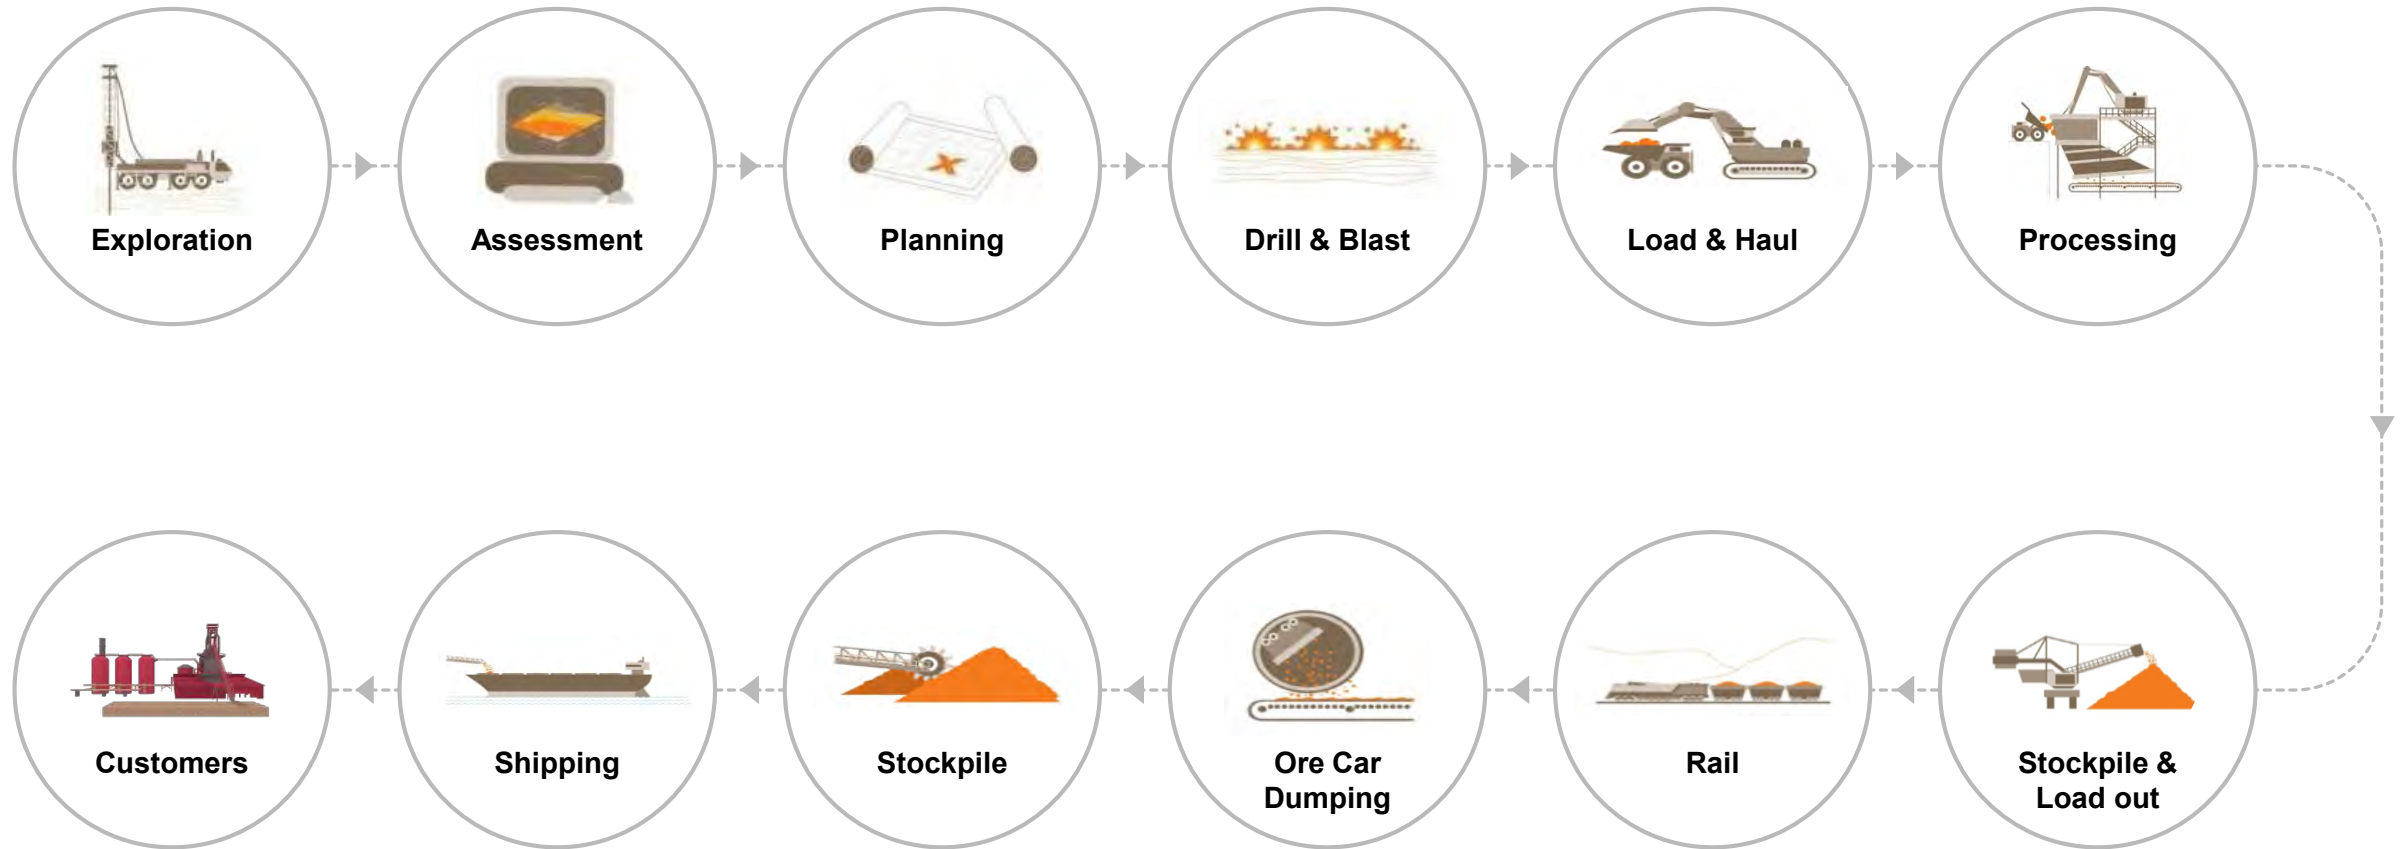 Exploration
Assessment
Planning
Drill & Blast
Load & Haul
Processing
Customers
Shipping
Stockpile
Ore Car
Dumping
Rail
Stockpile &
Load out